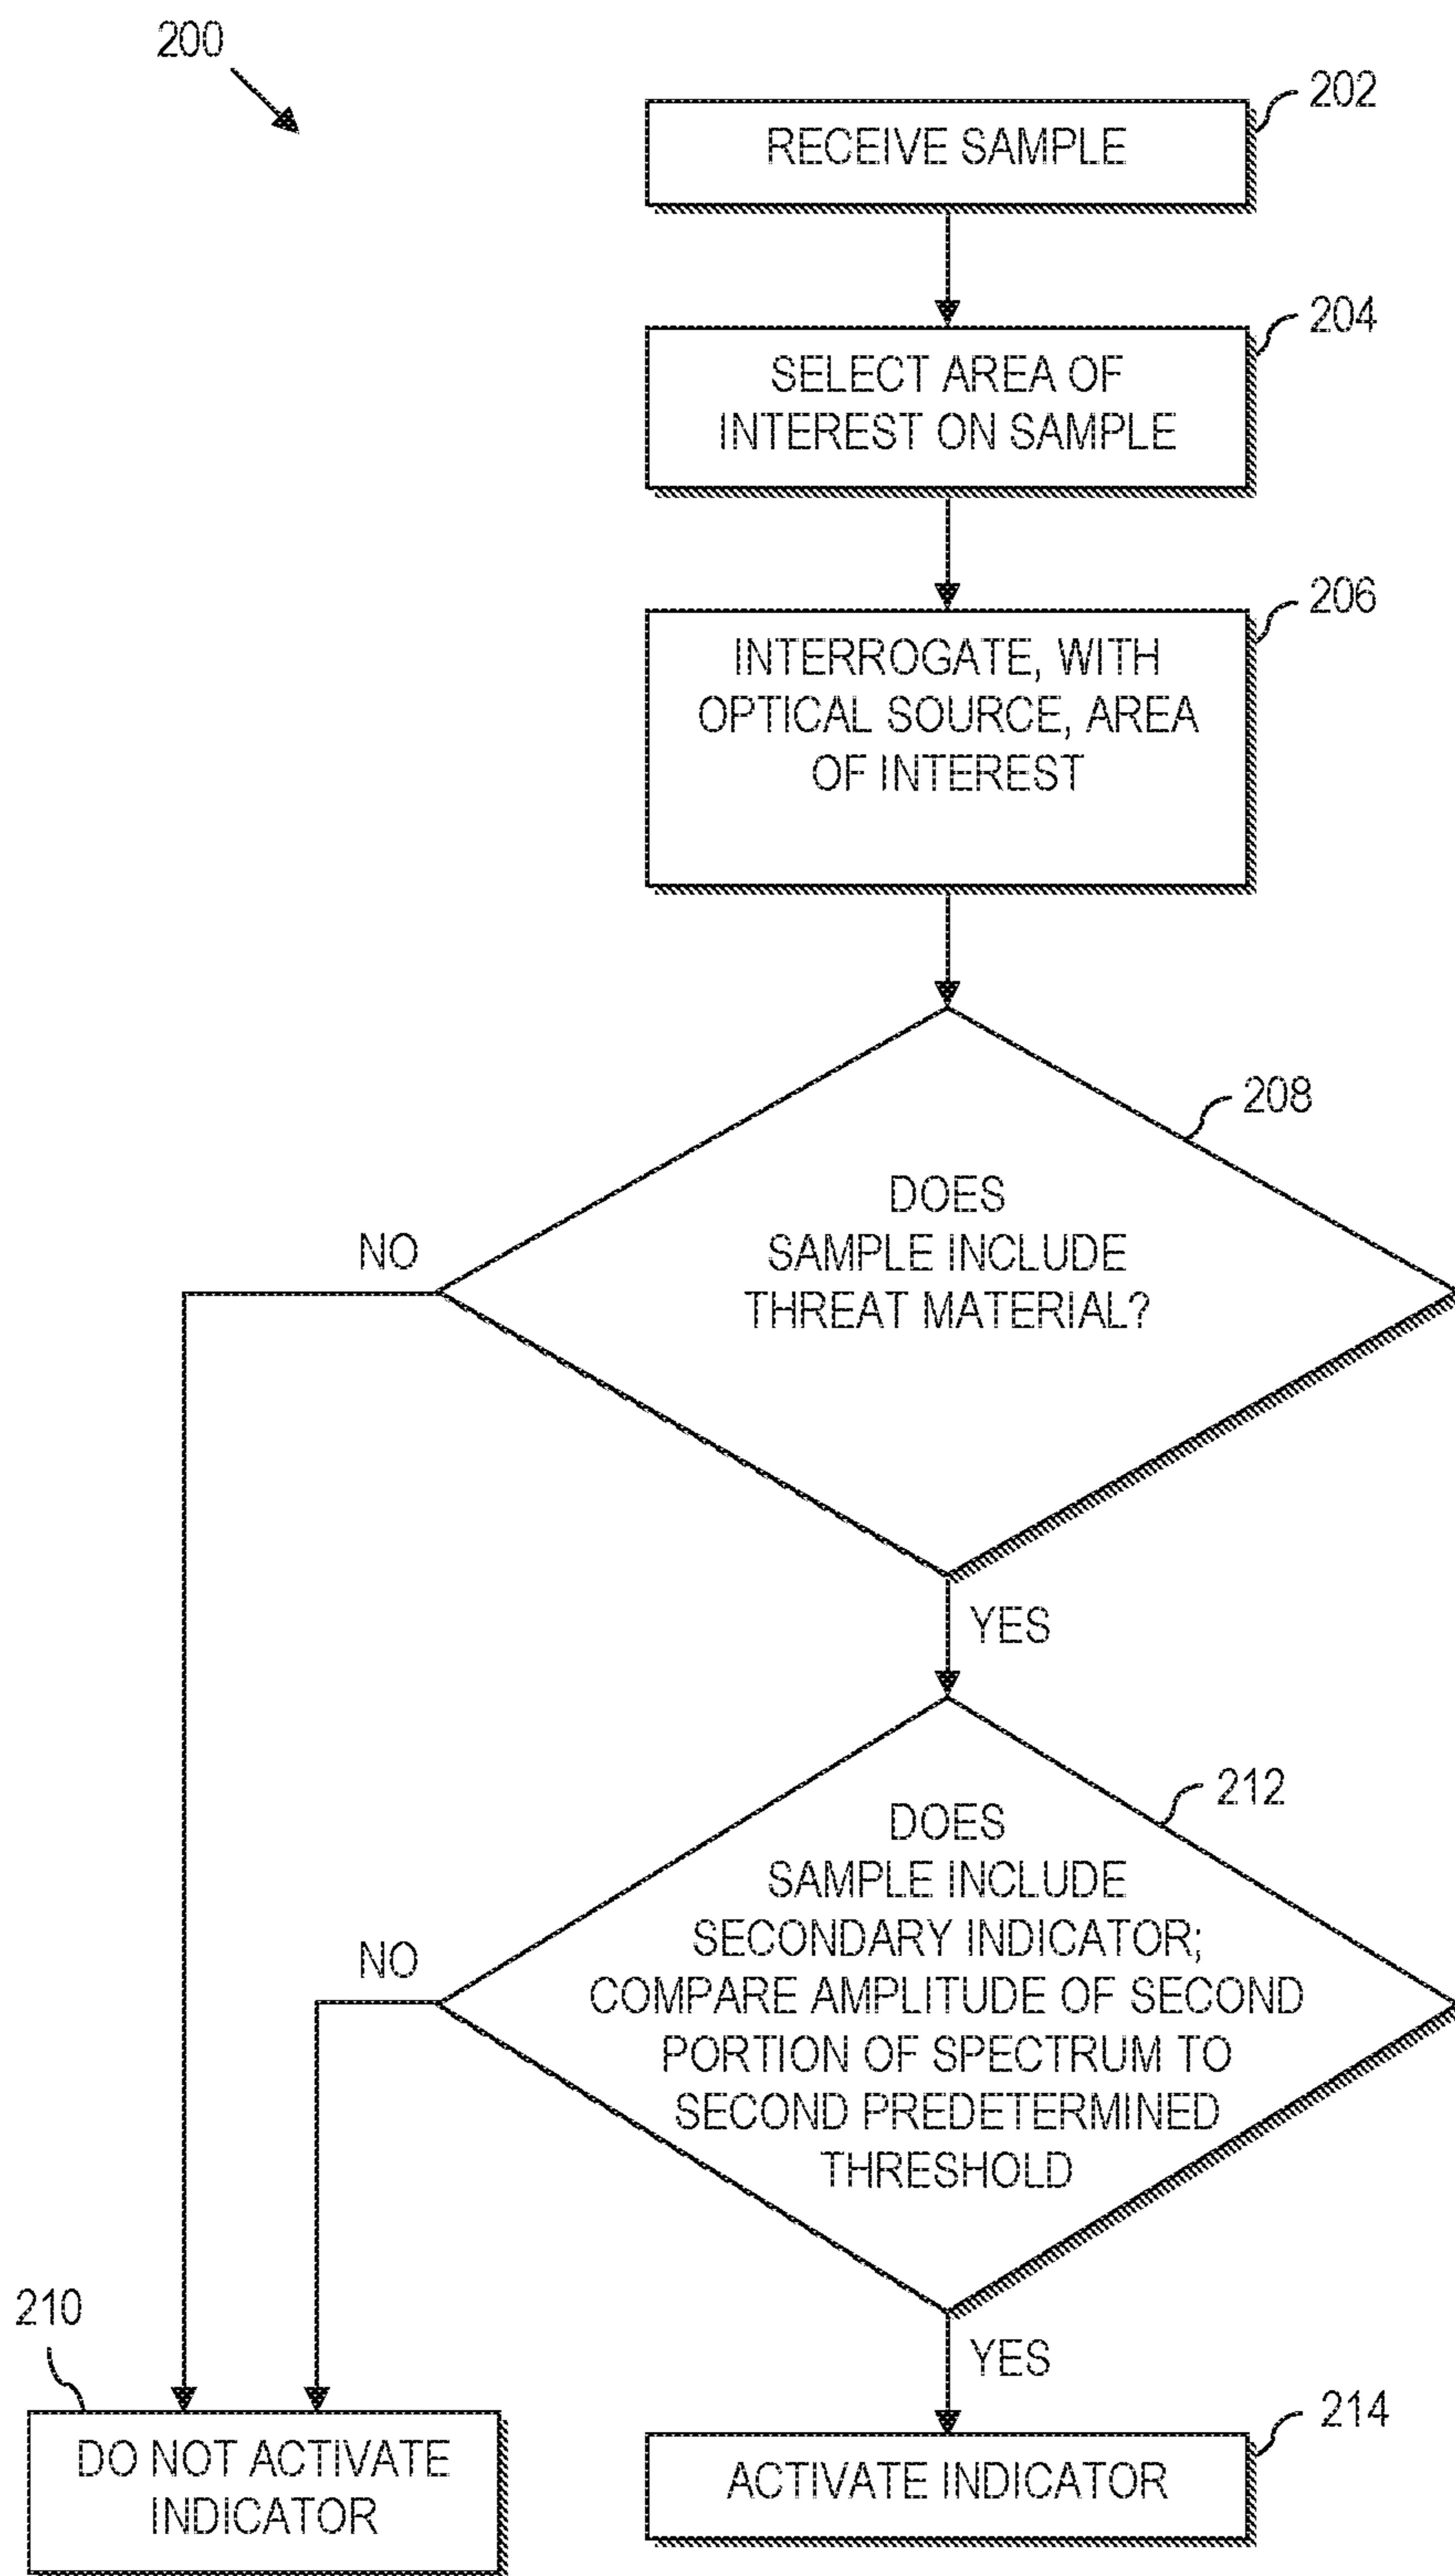 200
202
RECEIVE SAMPLE
204
SELECT AREA OF
INTEREST ON SAMPLE
206
INTERROGATE, WITH
OPTICAL SOURCE, AREA
OF INTEREST
208
DOES
SAMPLE INCLUDE
THREAT MATERIAL?
NO
YES
212
DOES
SAMPLE INCLUDE
SECONDARY INDICATOR;
COMPARE AMPLITUDE OF SECOND
PORTION OF SPECTRUM TO
SECOND PREDETERMINED
THRESHOLD
NO
YES
210
DO NOT ACTIVATE
INDICATOR
214
ACTIVATE INDICATOR